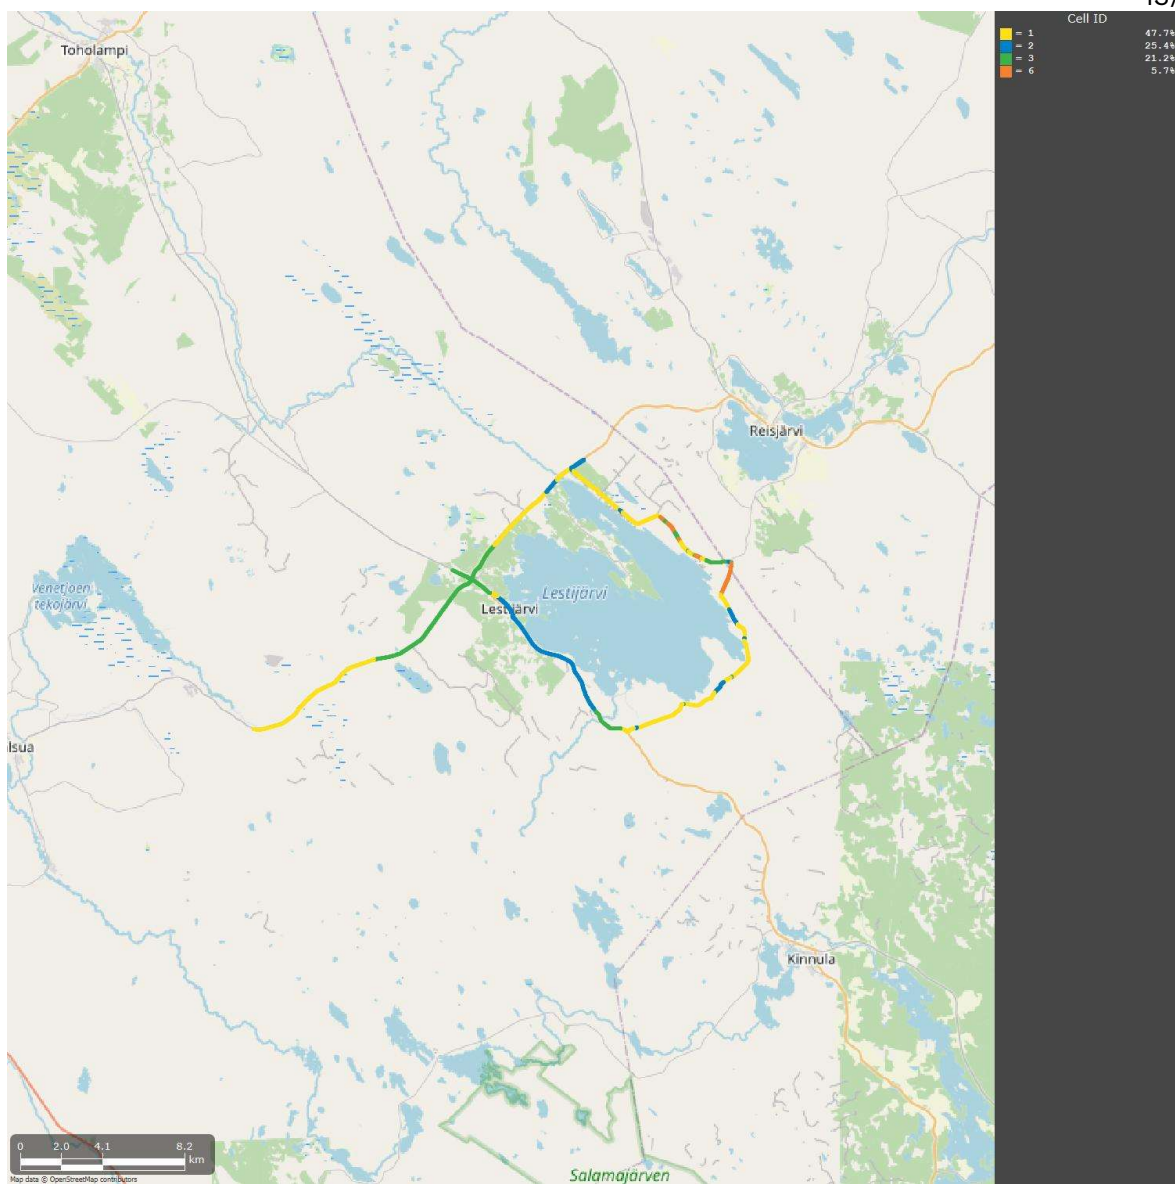 Cell ID
= 1 47.7%
= 2 25.4%
= 3 21.2%
= 6 5.7%
Toholampi
Reisjärvi
Venetjoen
tekojärvi
Lestijärvi
Lestijärvi
lsua
Kinnula
0 2.0 4.1 8.2
km
Salamajärven
Map data © OpenStreetMap contributors